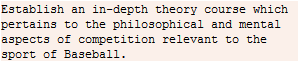 Establish an in-depth theory course which
pertains to the philosophical and mental
aspects of competition relevant to the
sport of Baseball.